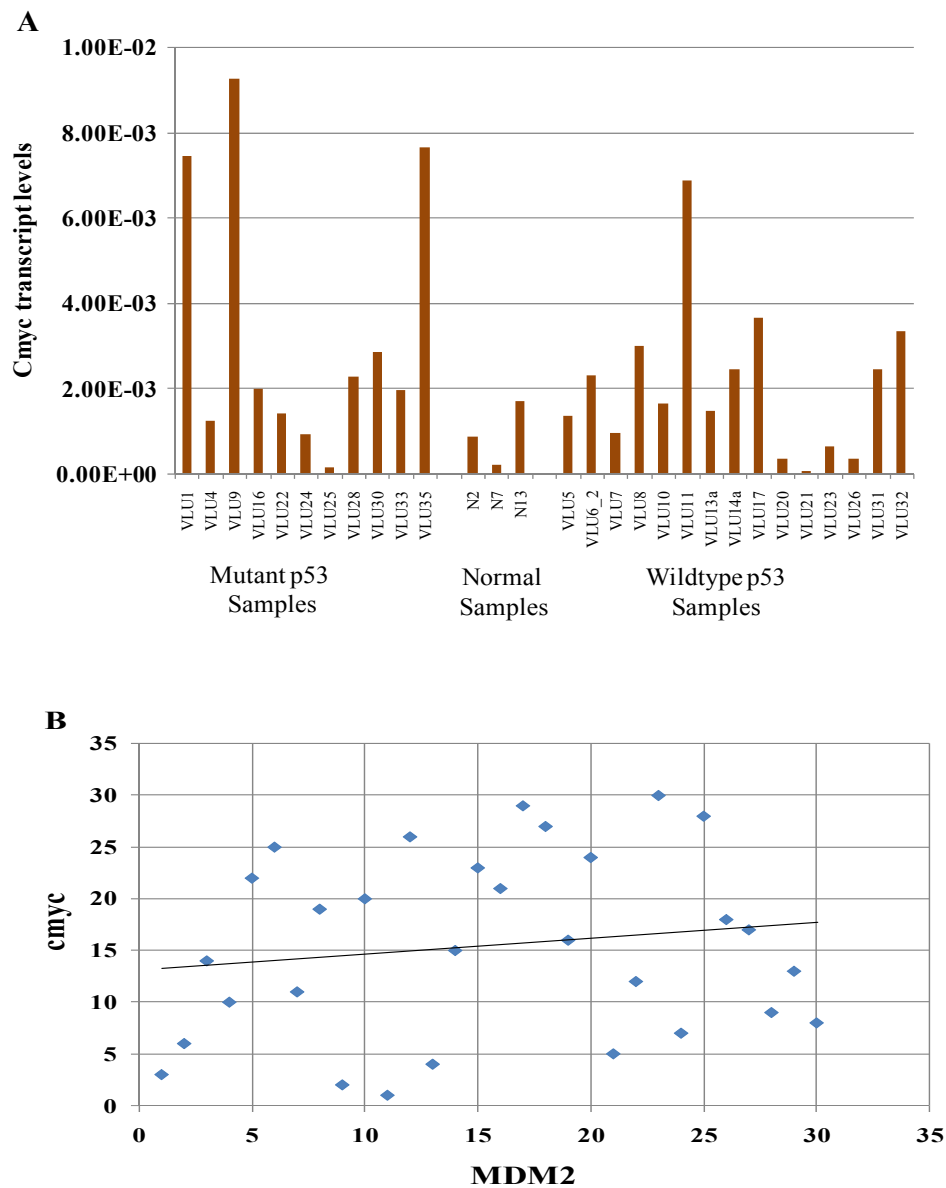 A
1.00E-02
8.00E-03
6.00E-03
4.00E-03
2.00E-03
0.00E+00
Cmyc transcript levels
VLU1
VLU4
VLU9
VLU16
VLU22
VLU24
VLU25
VLU28
VLU30
VLU33
VLU35
N2
N7
N13
VLU5
VLU6_2
VLU7
VLU8
VLU10
VLU11
VLU13a
VLU14a
VLU17
VLU20
VLU21
VLU23
VLU26
VLU31
VLU32
Mutant p53
Samples
Normal
Samples
Wildtype p53
Samples
B
35
30
25
20
15
10
5
0
cmyc
0 5 10 15 20 25 30 35
MDM2